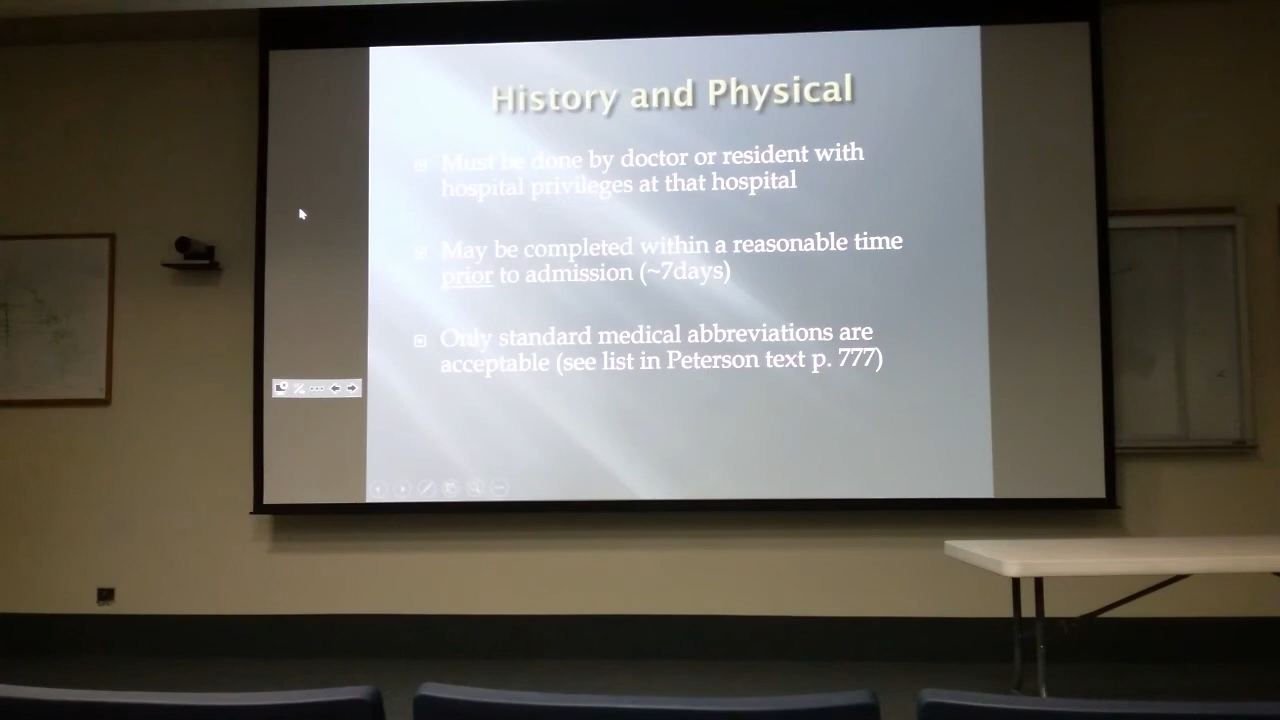 History and Physical
Must be done by doctor or resident with
hospital privileges at that hospital
May be completed within a reasonable time
prior to admission (~7days)
Only standard medical abbreviations are
acceptable (see list in Peterson text p. 777)